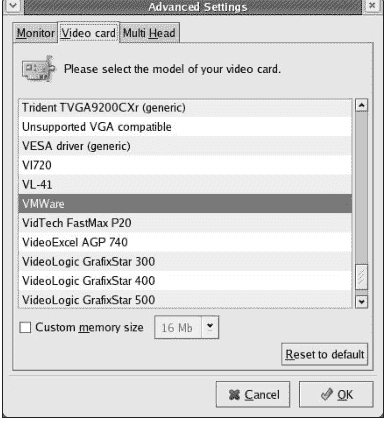 Advanced Settings
Monitor Video card Multi Head
Please select the model of your video card.
Trident TVGA9200CXr (generic)
Unsupported VGA compatible
VESA driver (generic)
VI720
VL-41
VMWare
VidTech FastMax P20
VideoExcel AGP 740
VideoLogic GrafixStar 300
VideoLogic GrafixStar 400
VideoLogic GrafixStar 500
Custom memory size 16 Mb
Reset to default
Cancel OK